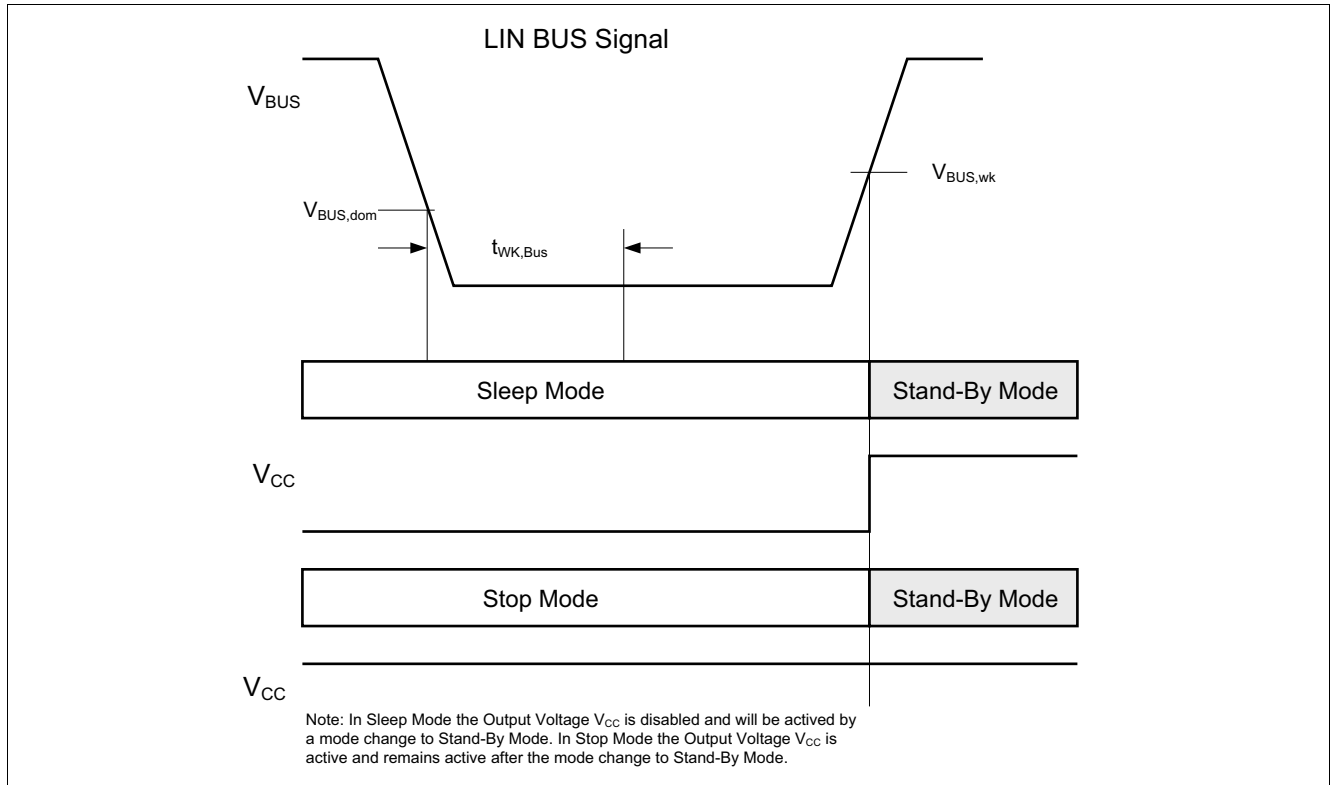 LIN BUS Signal
VBUS
VBUS,wk
VBUS,dom
tWK,Bus
Sleep Mode
Stand-By Mode
VCC
Stop Mode
Stand-By Mode
VCC
Note: In Sleep Mode the Output Voltage VCC is disabled and will be actived by
a mode change to Stand-By Mode. In Stop Mode the Output Voltage VCC is
active and remains active after the mode change to Stand-By Mode.